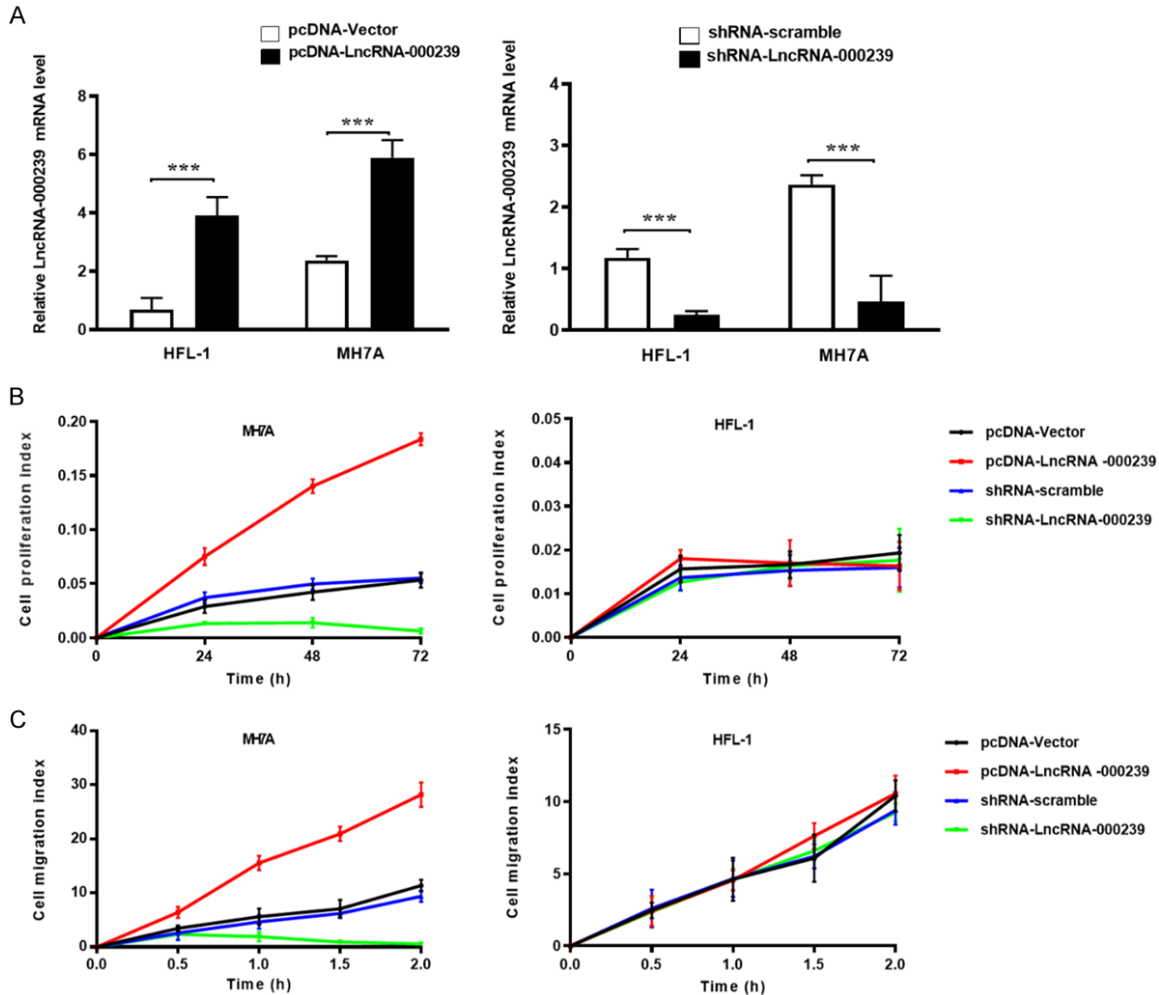 A
pcDNA-Vector
pcDNA-LncRNA-000239
Relative LncRNA-000239 mRNA level
8
6
4
2
0
***
***
HFL-1
MH7A
shRNA-scramble
shRNA-LncRNA-000239
Relative LncRNA-000239 mRNA level
4
3
2
1
0
***
***
HFL-1
MH7A
B
MH7A
Cell proliferation index
0.20
0.15
0.10
0.05
0.00
0
24
48
72
Time (h)
HFL-1
Cell proliferation index
0.05
0.04
0.03
0.02
0.01
0.00
0
24
48
72
Time (h)
pcDNA-Vector
pcDNA-LncRNA -000239
shRNA-scramble
shRNA-LncRNA-000239
C
MH7A
Cell migration index
40
30
20
10
0
0.0
0.5
1.0
1.5
2.0
Time (h)
HFL-1
Cell migration index
15
10
5
0
0.0
0.5
1.0
1.5
2.0
Time (h)
pcDNA-Vector
pcDNA-LncRNA -000239
shRNA-scramble
shRNA-LncRNA-000239